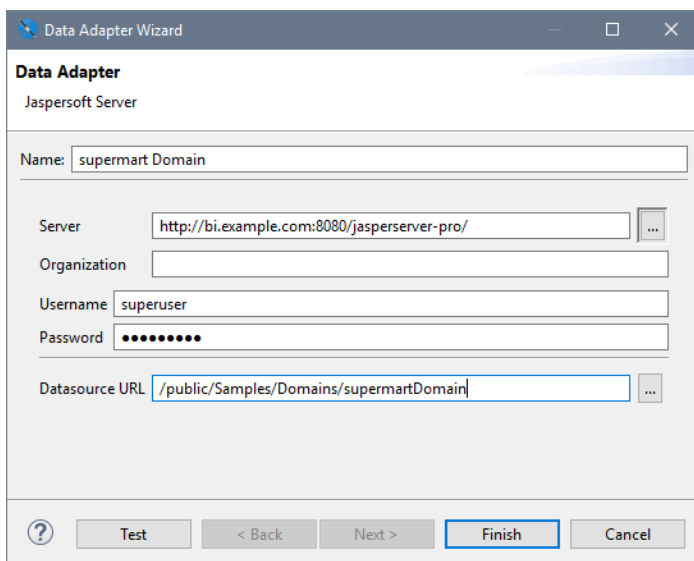 Data Adapter Wizard
Data Adapter
Jaspersoft Server
Name: supermart Domain
Server http://bi.example.com:8080/jasperserver-pro/ ...
Organization
Username superuser
Password ●●●●●●●●●
Datasource URL /public/Samples/Domains/supermartDomain ...
? Test < Back Next > Finish Cancel